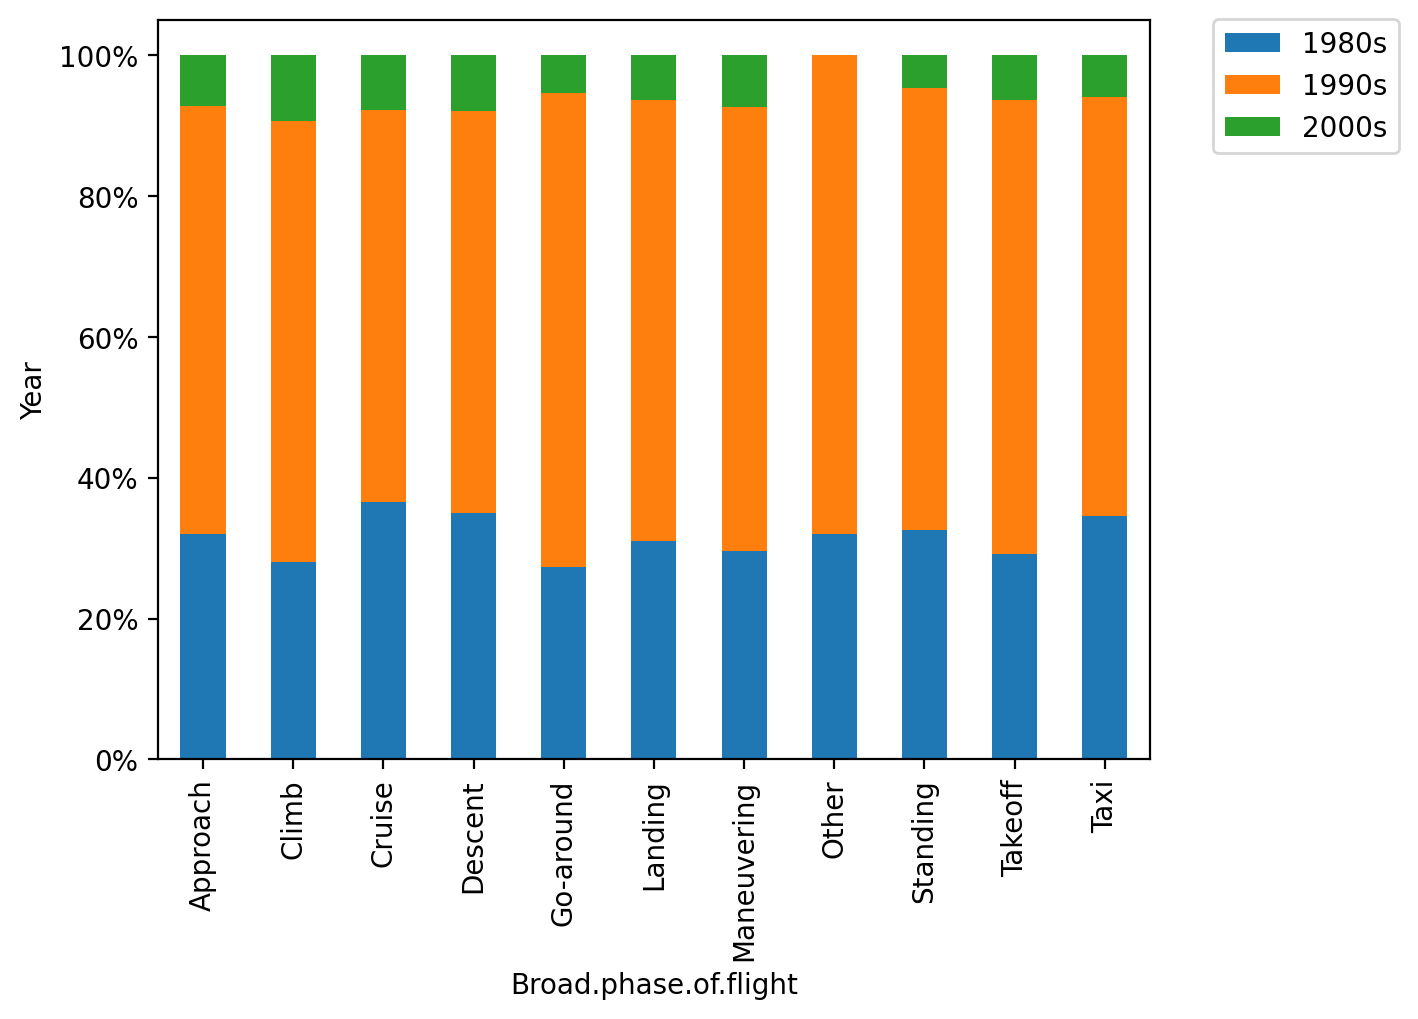 100%
80%
60%
40%
20%
0%
Year
Approach
Climb
Cruise
Descent
Go-around
Landing
Maneuvering
Other
Standing
Takeoff
Taxi
Broad.phase.of.flight
1980s
1990s
2000s